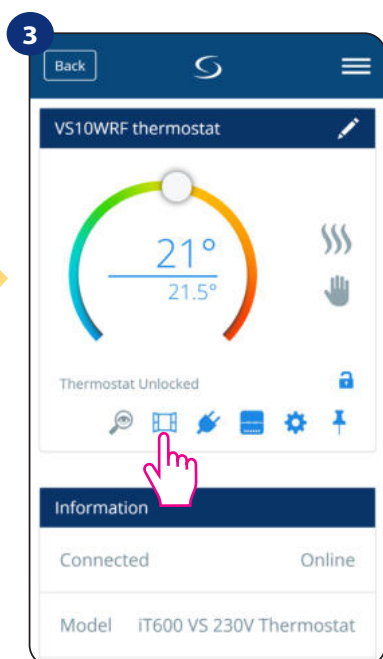 3
Back
VS10WRF thermostat
21°
21.5°
Thermostat Unlocked
Information
Connected Online
Model iT600 VS 230V Thermostat